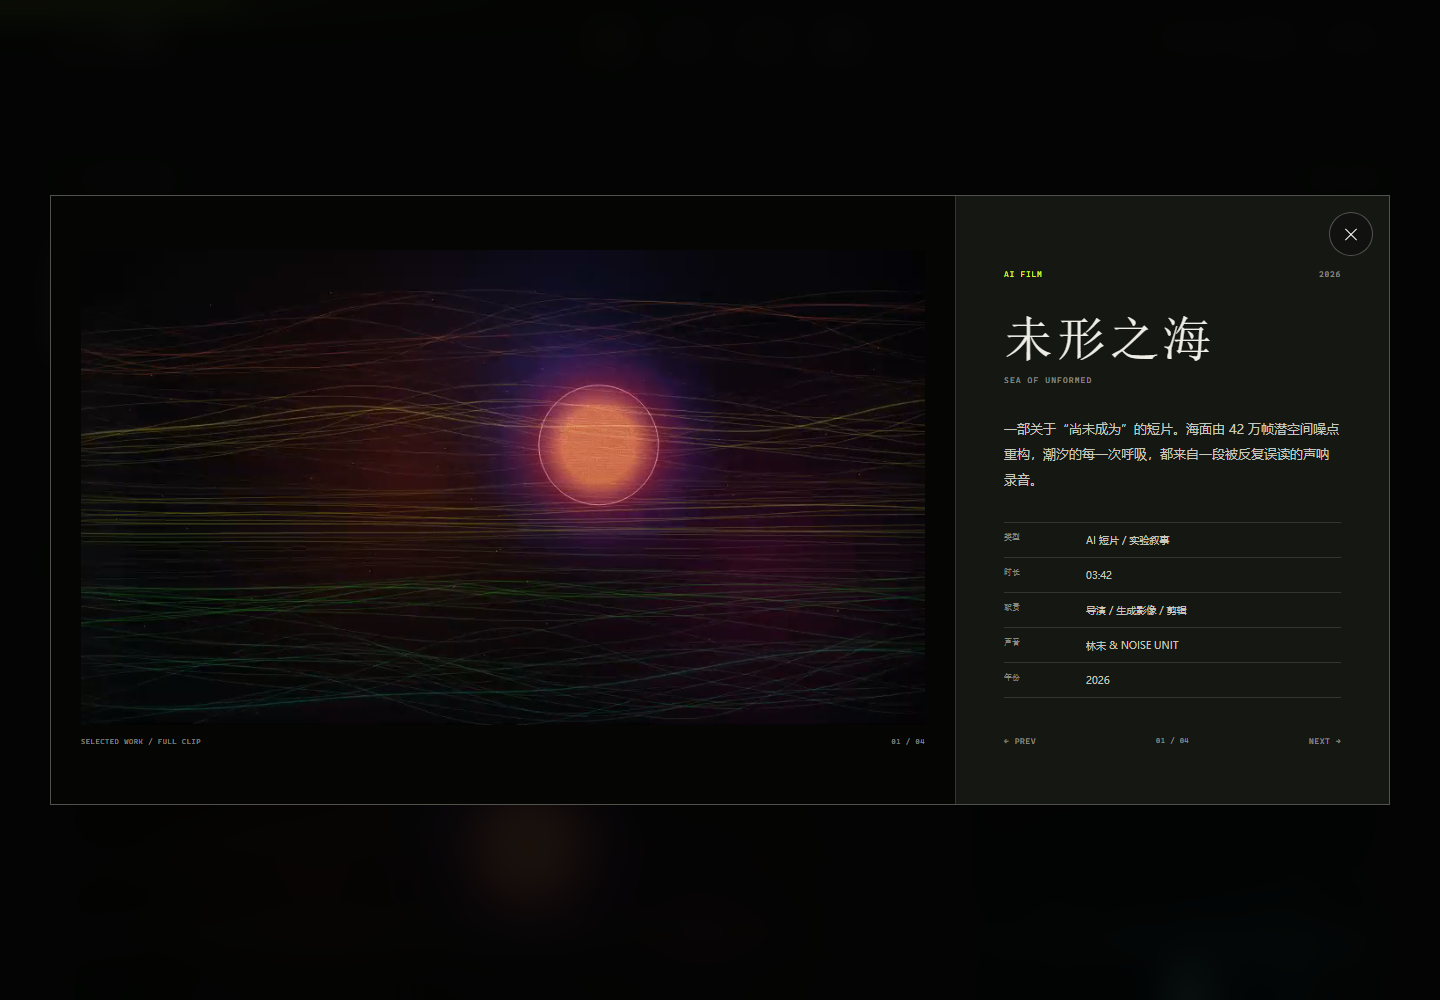 AI FILM
2026
未形之海
SEA OF UNFORMED
一部关于“尚未成为”的短片。海面由 42 万帧潜空间噪点
重构，潮汐的每一次呼吸，都来自一段被反复误读的声呐
录音。
类型 AI 短片 / 实验叙事
时长 03:42
职责 导演 / 生成影像 / 剪辑
声音 林未 & NOISE UNIT
年份 2026
SELECTED WORK / FULL CLIP
01 / 04
← PREV
01 / 04
NEXT →